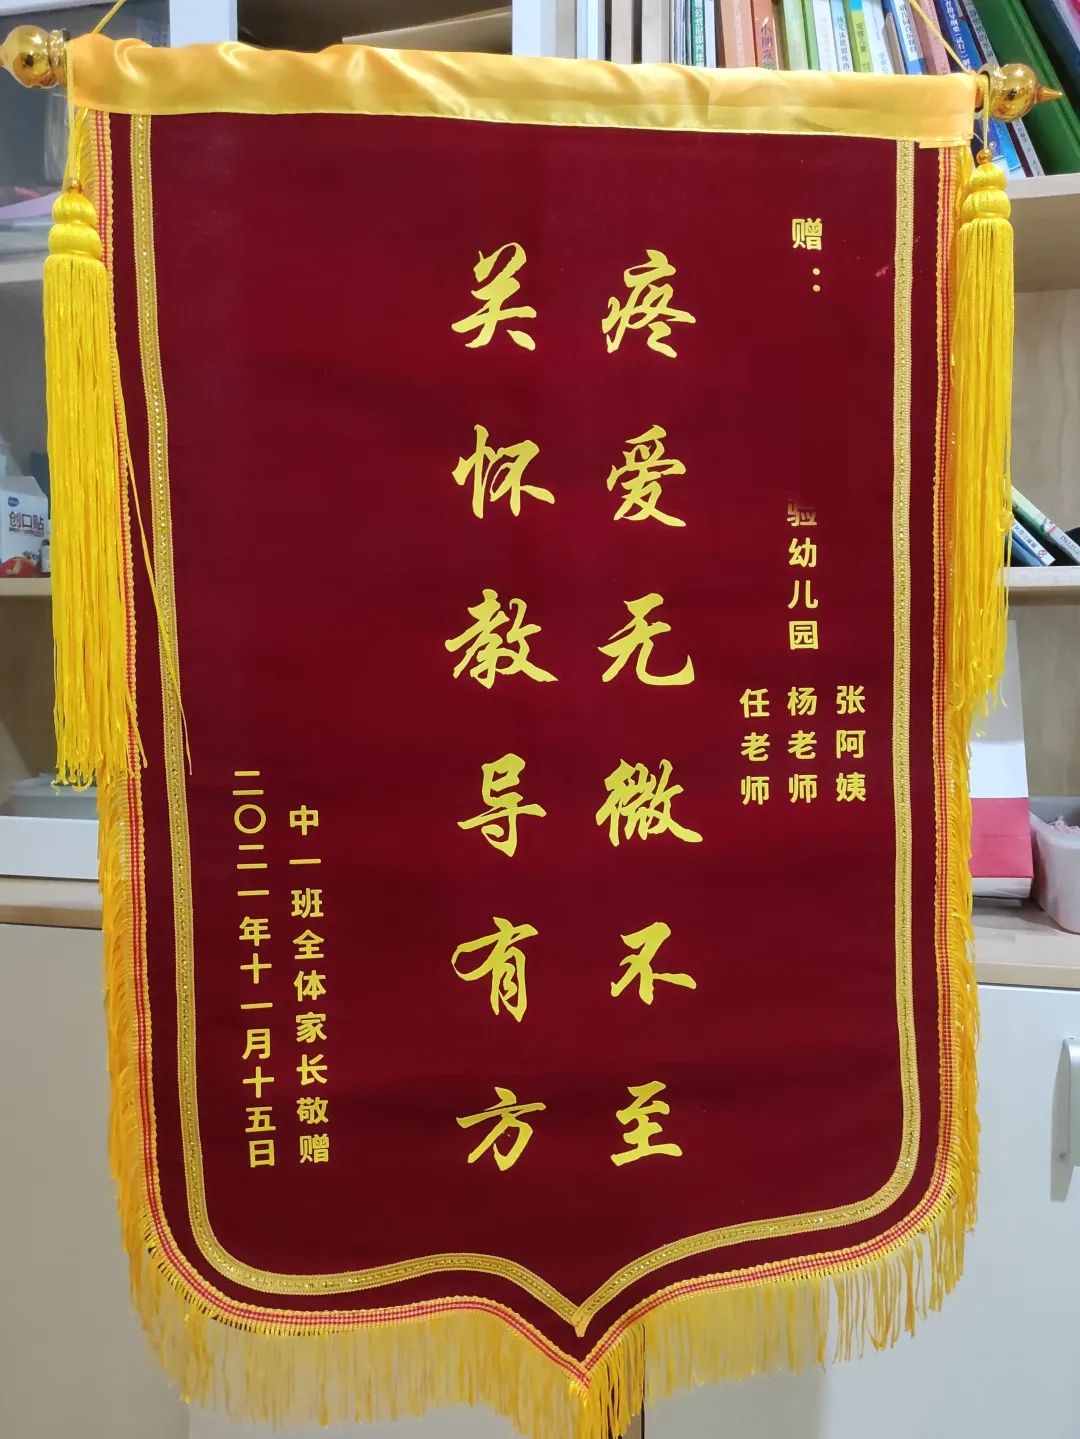 赠：
验幼儿园
张阿姨
杨老师
任老师
疼爱无微不至
关怀教导有方
中一班全体家长敬赠
二〇二一年十一月十五日
创口贴